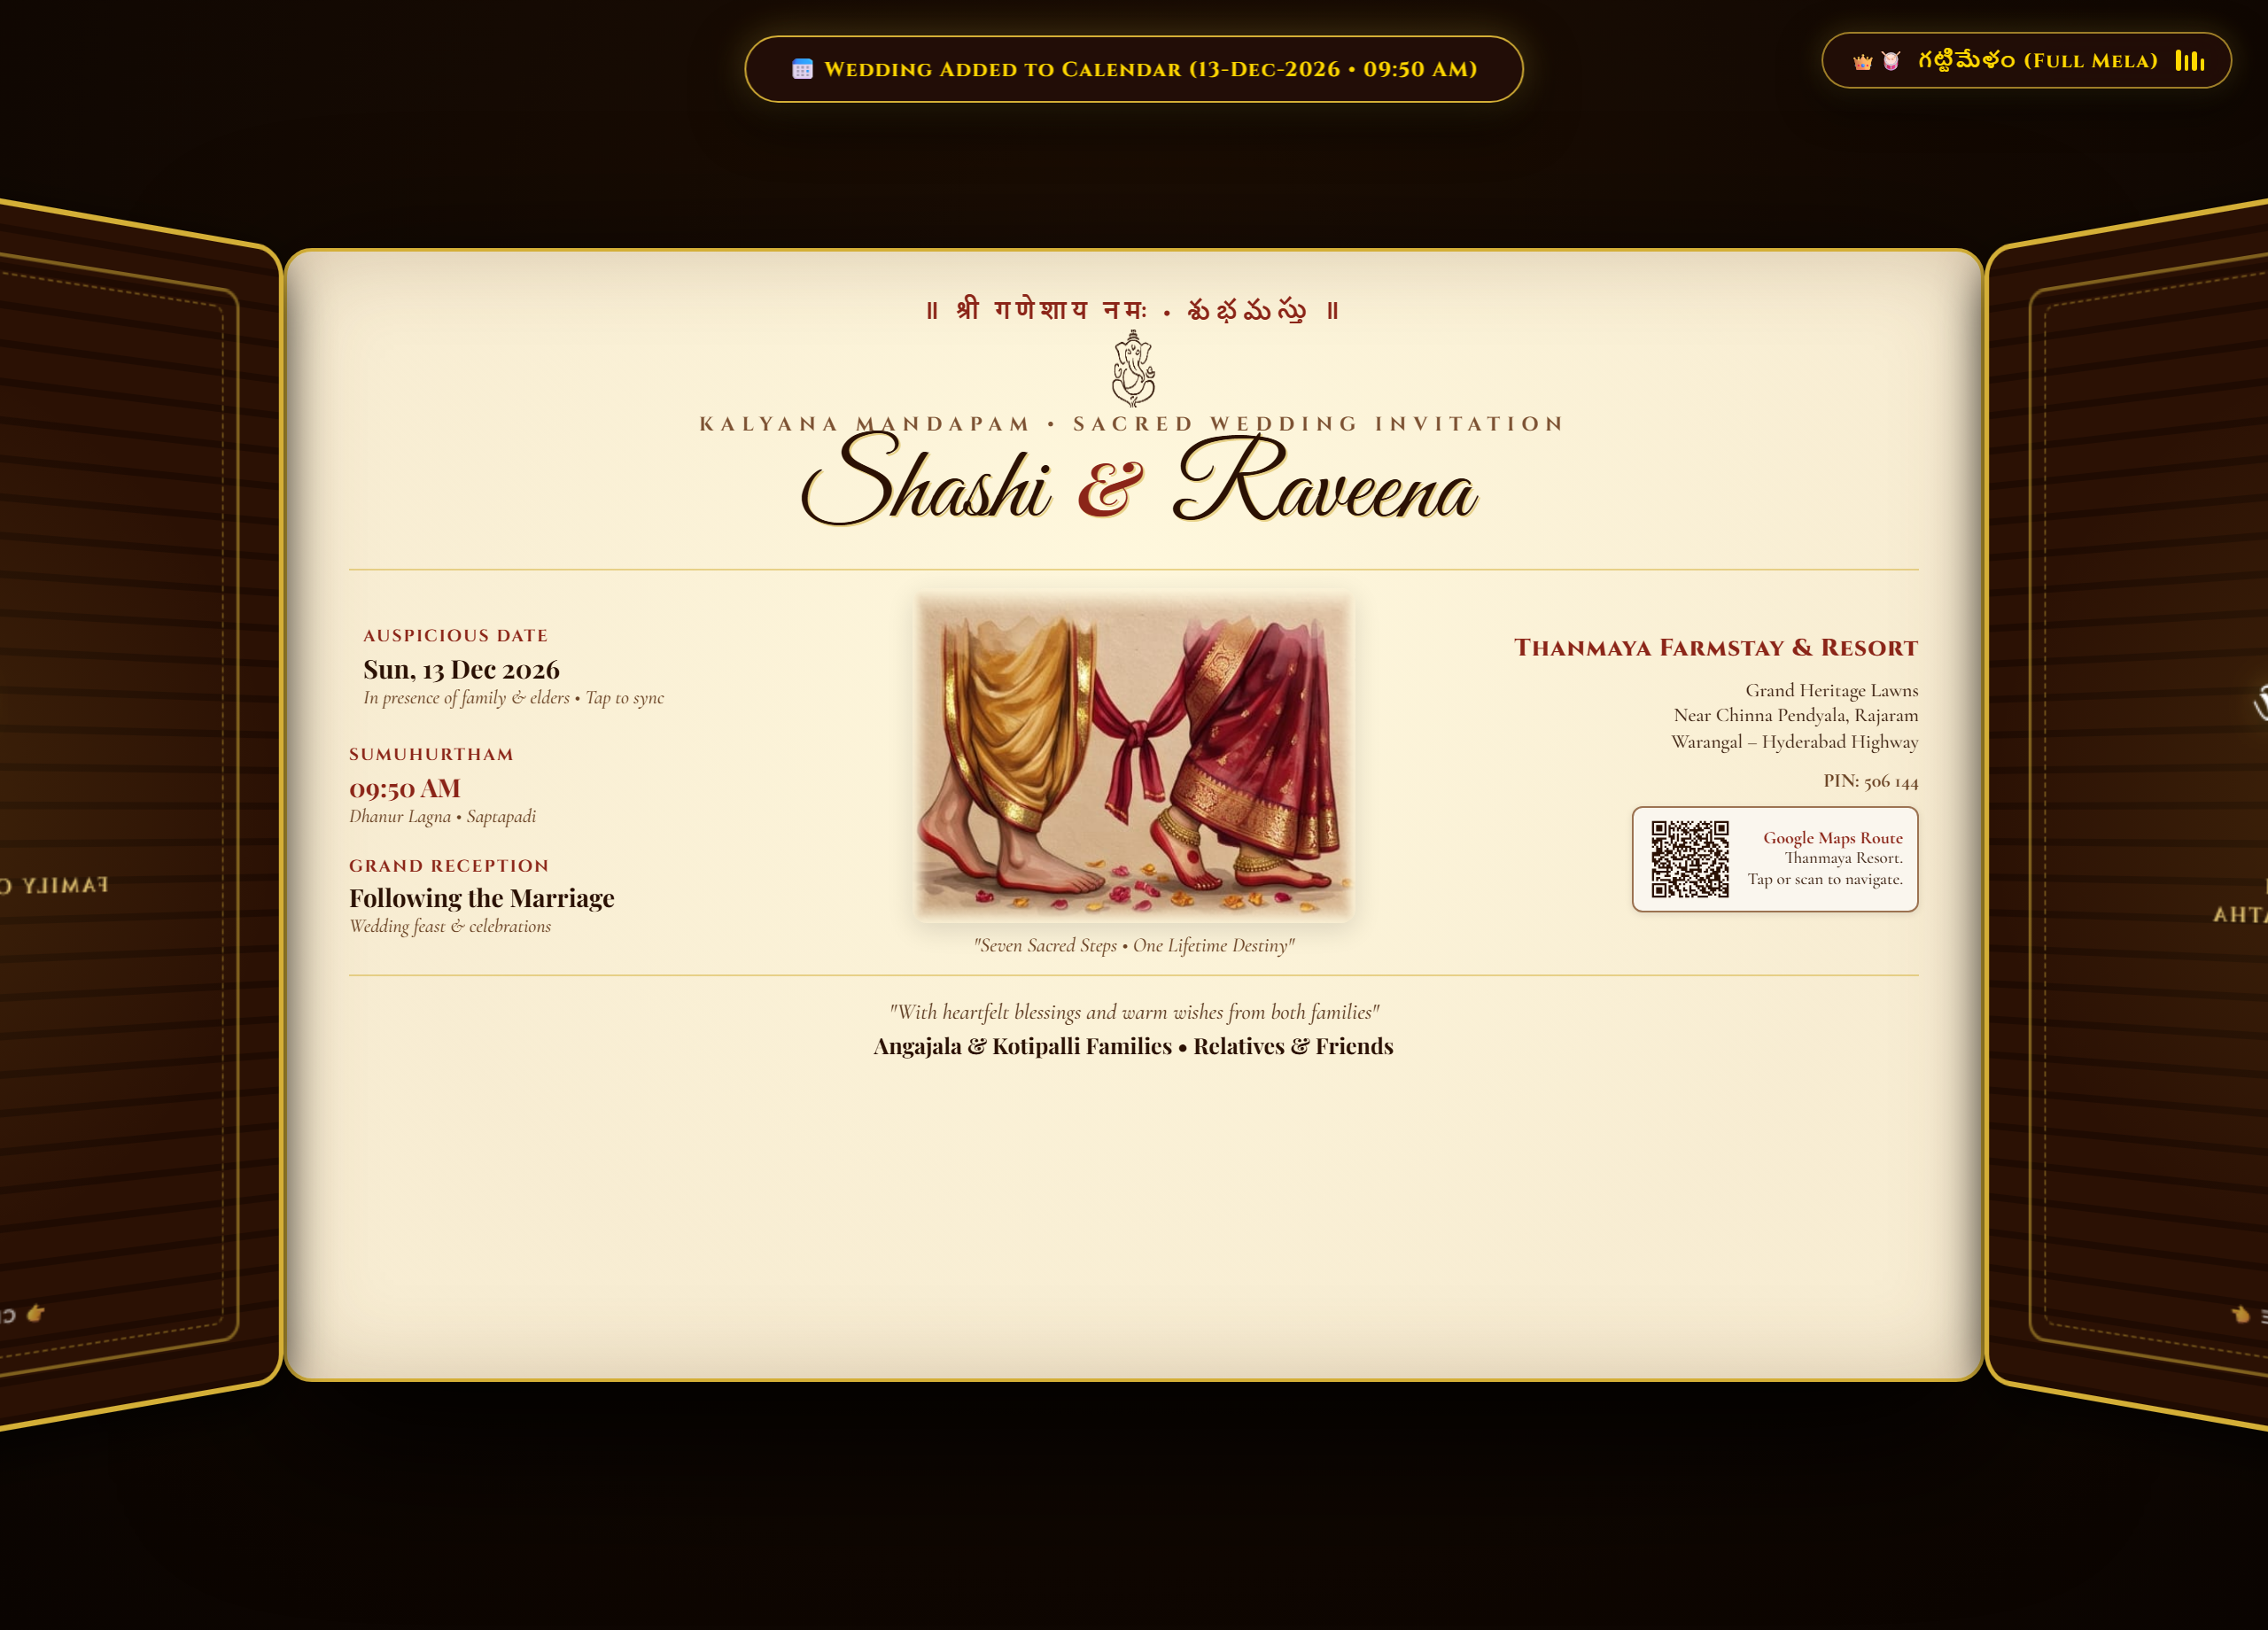 Wedding Added to Calendar (13-Dec-2026 • 09:50 AM)
గట్టిమేళం (Full Mela)
॥ श्री गणेशाय नमः • శుభమస్తు ॥
KALYANA MANDAPAM • SACRED WEDDING INVITATION
Shashi & Raveena
AUSPICIOUS DATE
Sun, 13 Dec 2026
In presence of family & elders • Tap to sync
SUMUHURTHAM
09:50 AM
Dhanur Lagna • Saptapadi
GRAND RECEPTION
Following the Marriage
Wedding feast & celebrations
"Seven Sacred Steps • One Lifetime Destiny"
Thanmaya Farmstay & Resort
Grand Heritage Lawns
Near Chinna Pendyala, Rajaram
Warangal – Hyderabad Highway
PIN: 506 144
Google Maps Route
Thanmaya Resort.
Tap or scan to navigate.
"With heartfelt blessings and warm wishes from both families"
Angajala & Kotipalli Families • Relatives & Friends
FAMILY